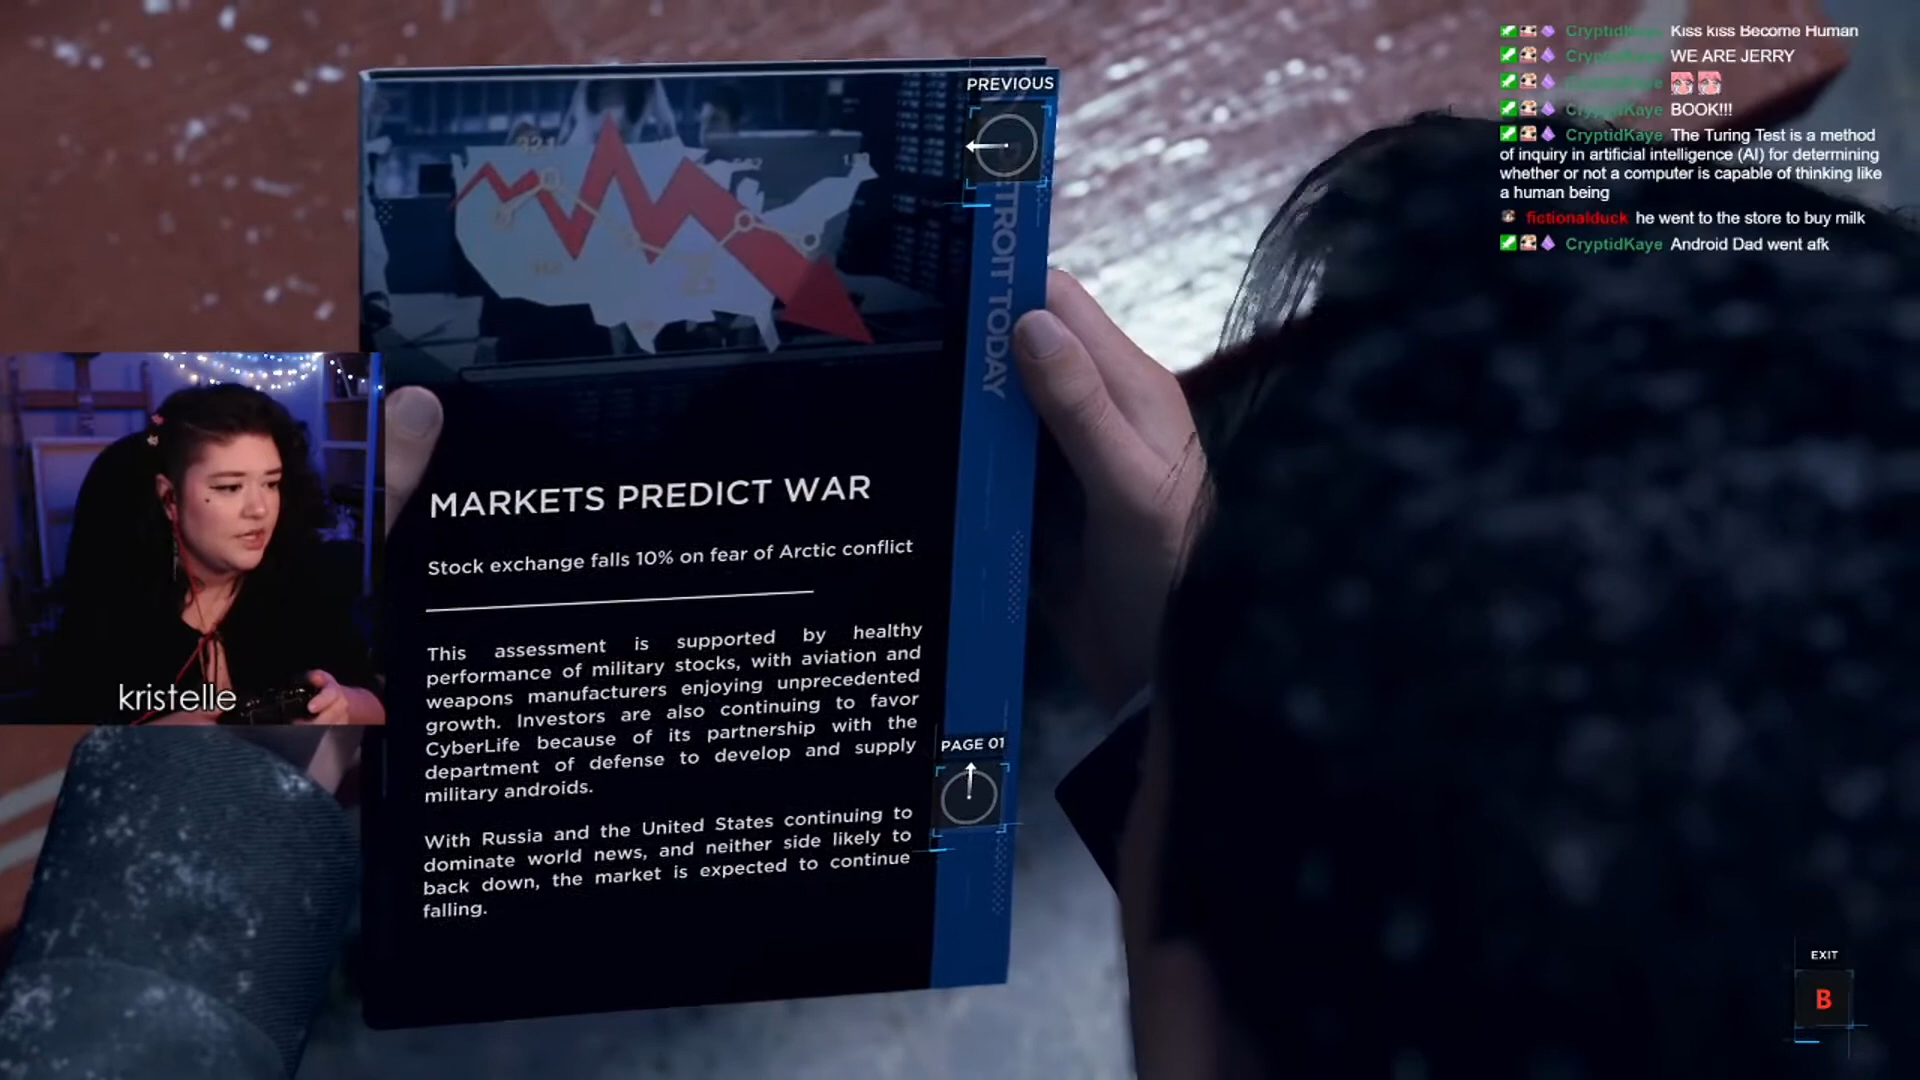 PREVIOUS
DETROIT TODAY
MARKETS PREDICT WAR
Stock exchange falls 10% on fear of Arctic conflict
This assessment is supported by healthy
performance of military stocks, with aviation and
weapons manufacturers enjoying unprecedented
growth. Investors are also continuing to favor
CyberLife because of its partnership with the
department of defense to develop and supply
military androids.
With Russia and the United States continuing to
dominate world news, and neither side likely to
back down, the market is expected to continue
falling.
PAGE 01
kristelle
CryptidKaye Kiss kiss Become Human
CryptidKaye WE ARE JERRY
CryptidKaye
CryptidKaye BOOK!!!
CryptidKaye The Turing Test is a method
of inquiry in artificial intelligence (AI) for determining
whether or not a computer is capable of thinking like
a human being
fictionalduck he went to the store to buy milk
CryptidKaye Android Dad went afk
EXIT
B